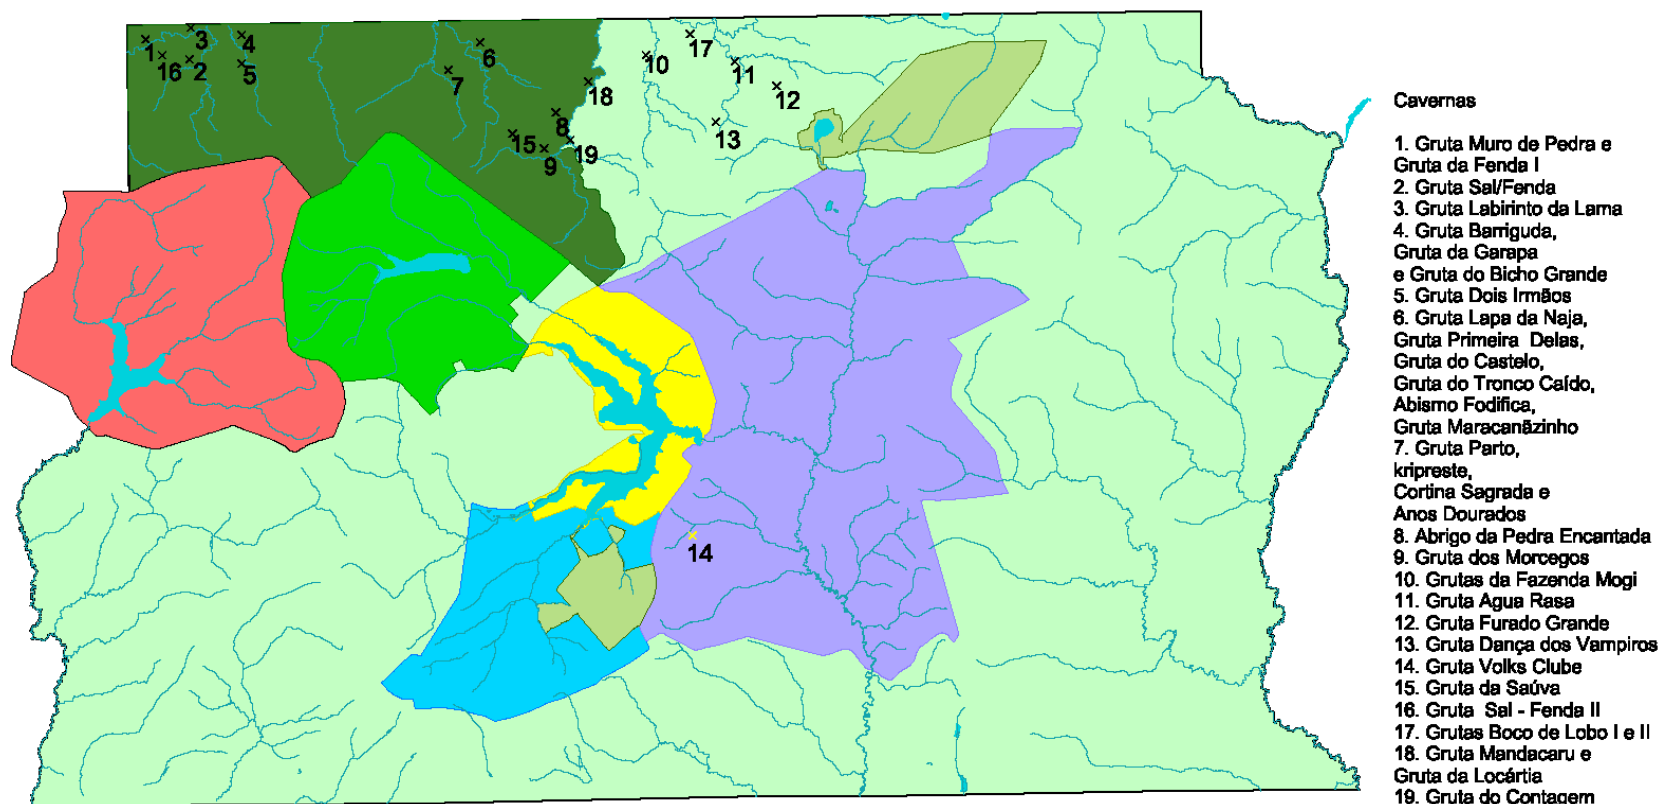 3
4
17
1
6
16
2
5
7
10
11
18
12
8
15
13
19
9
14
Cavernas
1. Gruta Muro de Pedra e
Gruta da Fenda I
2. Gruta Sal/Fenda
3. Gruta Labirinto da Lama
4. Gruta Barriguda,
Gruta da Garapa
e Gruta do Bicho Grande
5. Gruta Dois Irmãos
6. Gruta Lapa da Naja,
Gruta Primeira Delas,
Gruta do Castelo,
Gruta do Tronco Caído,
Abismo Fodifica,
Gruta Maracanãzinho
7. Gruta Parto,
kripreste,
Cortina Sagrada e
Anos Dourados
8. Abrigo da Pedra Encantada
9. Gruta dos Morcegos
10. Grutas da Fazenda Mogi
11. Gruta Agua Rasa
12. Gruta Furado Grande
13. Gruta Dança dos Vampiros
14. Gruta Volks Clube
15. Gruta da Saúva
16. Gruta Sal - Fenda II
17. Grutas Boco de Lobo I e II
18. Gruta Mandacaru e
Gruta da Locártia
19. Gruta do Contagem